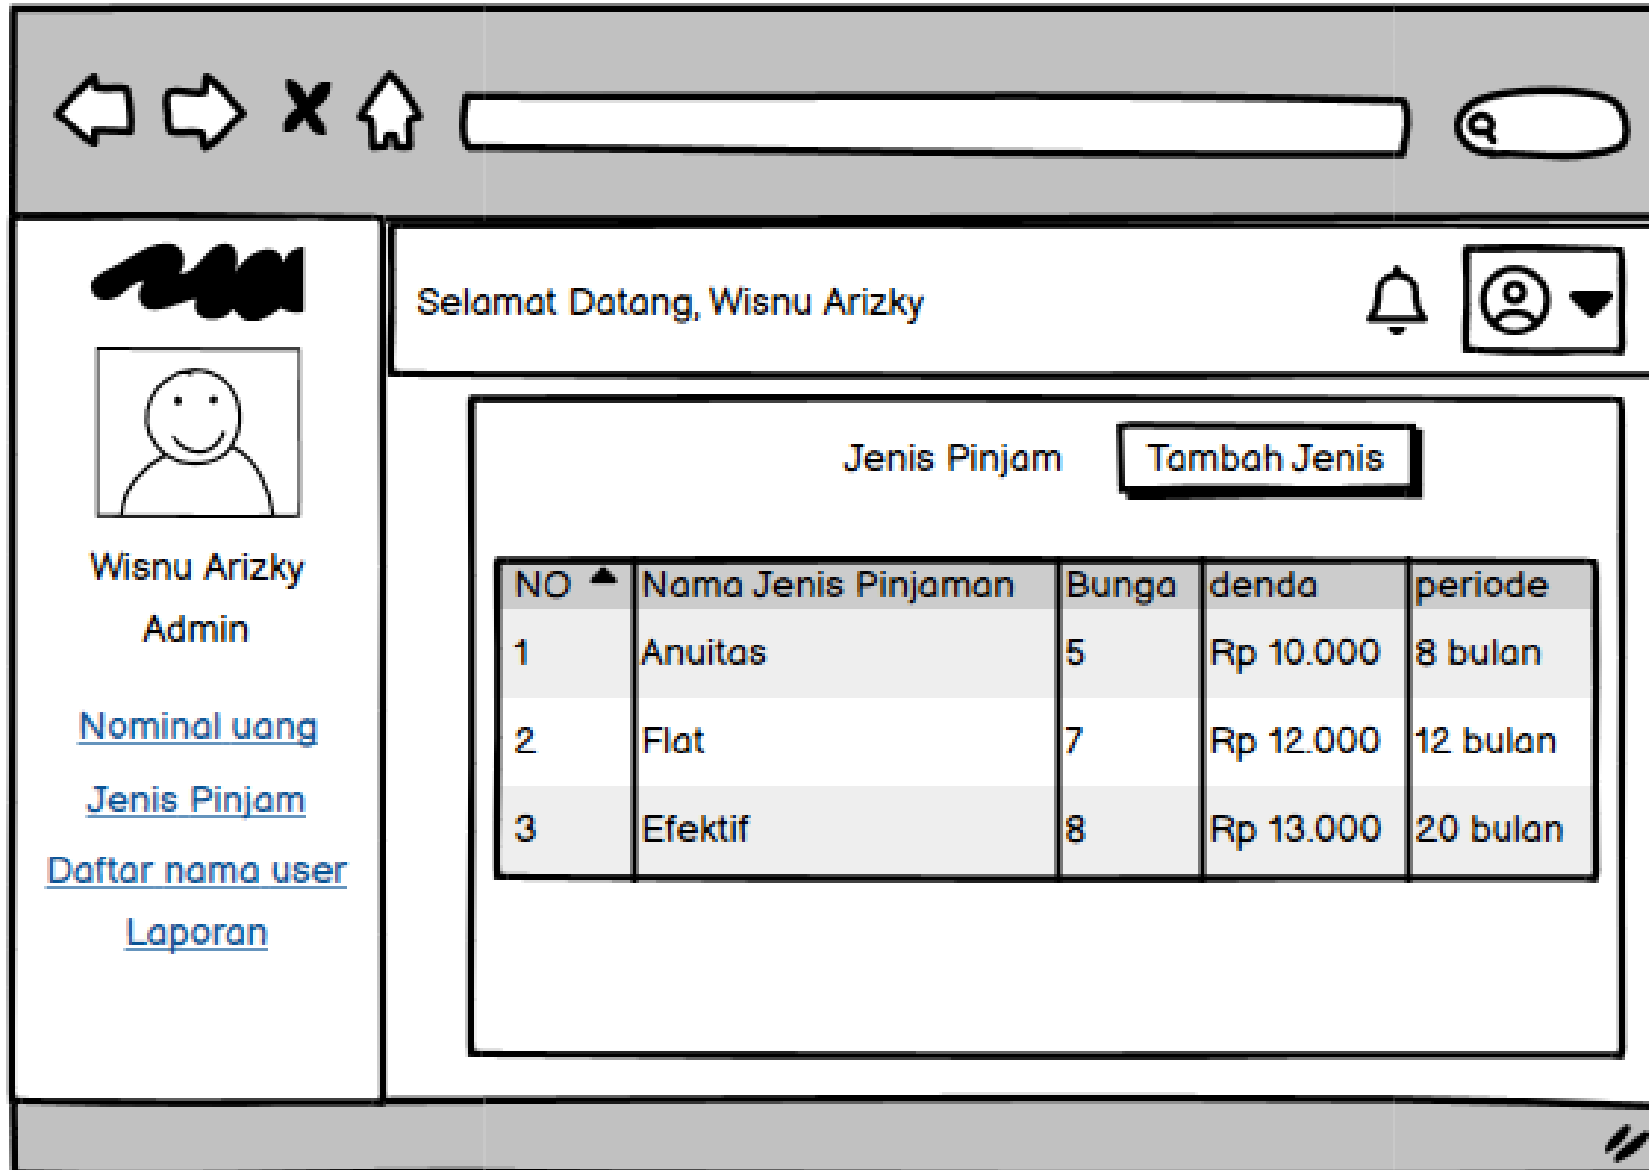 Selamat Datang, Wisnu Arizky
Wisnu Arizky
Admin
Nominal uang
Jenis Pinjam
Daftar nama user
Laporan
Jenis Pinjam Tambah Jenis
NO Nama Jenis Pinjaman Bunga denda periode
1 Anuitas 5 Rp 10.000 8 bulan
2 Flat 7 Rp 12.000 12 bulan
3 Efektif 8 Rp 13.000 20 bulan